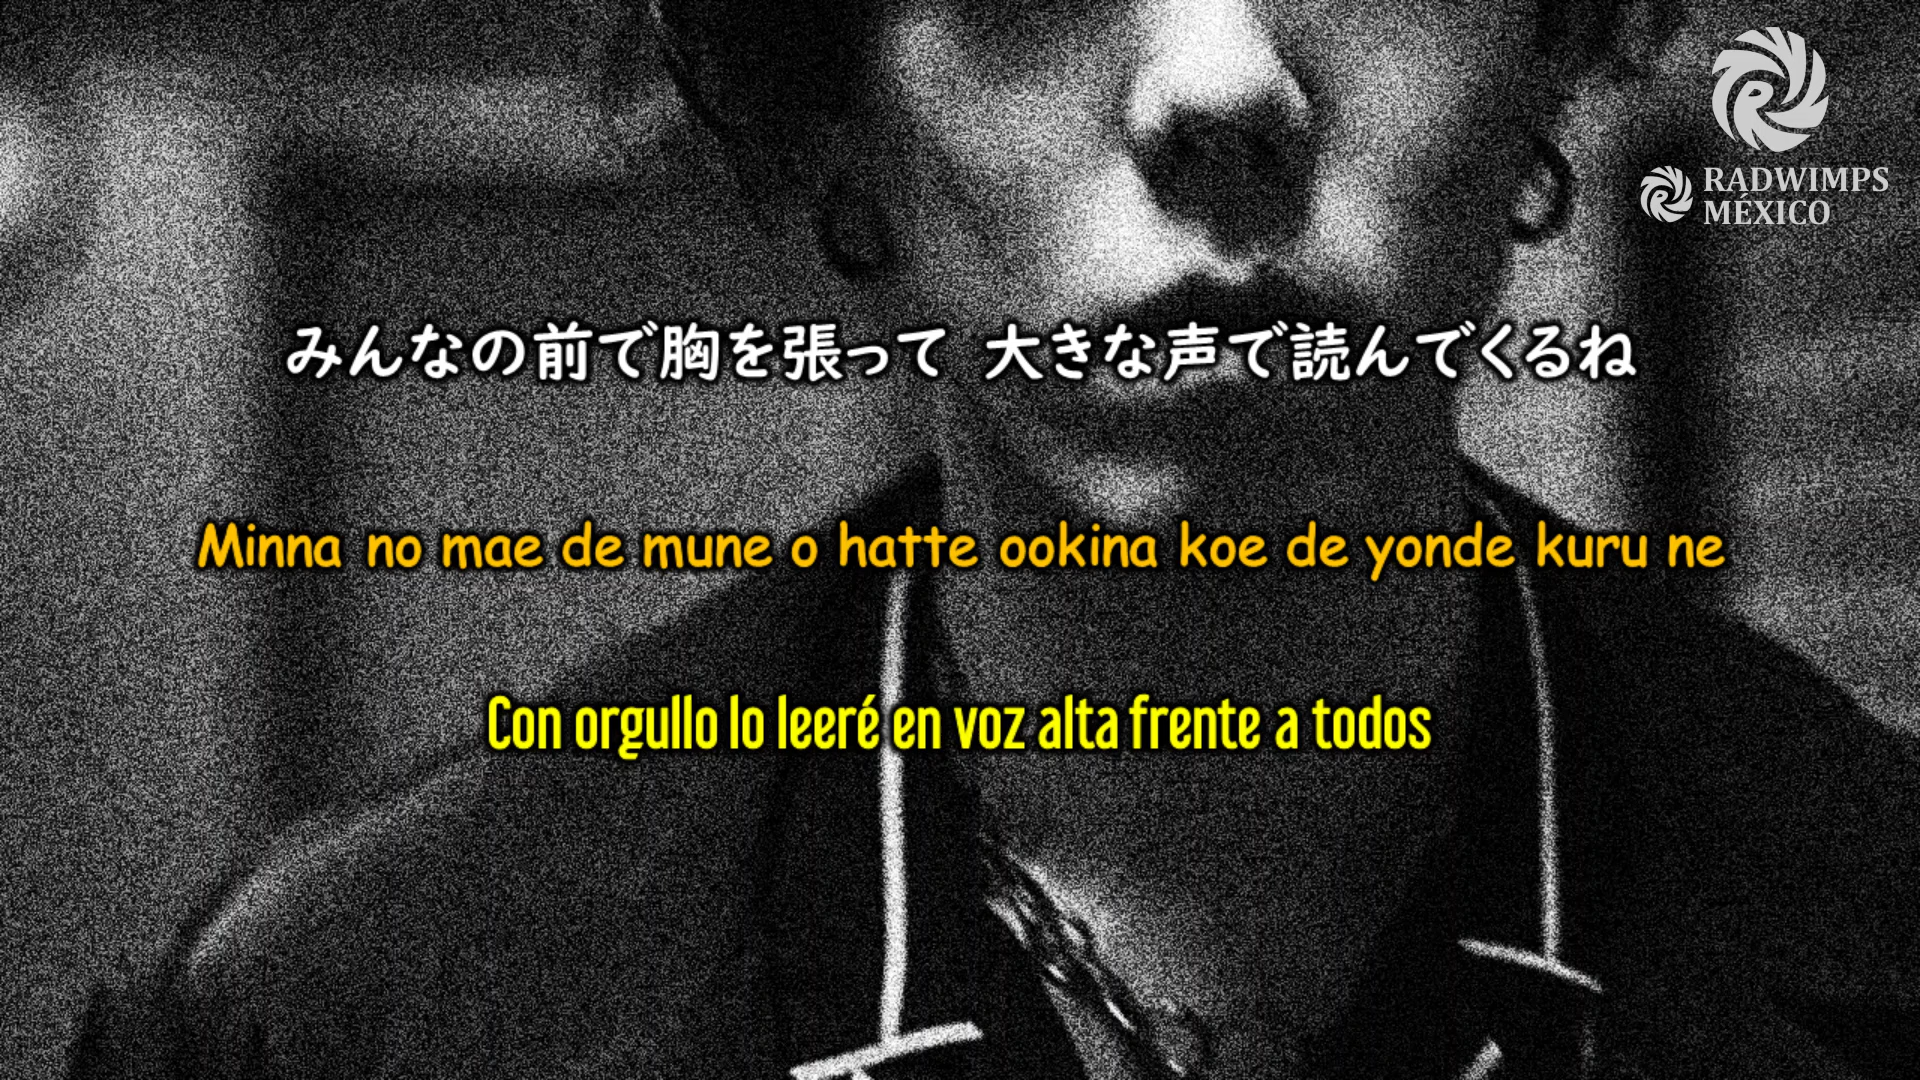 RADWIMPS
MÉXICO
みんなの前で胸を張って 大きな声で読んでくるね
Minna no mae de mune o hatte ookina koe de yonde kuru ne
Con orgullo lo leeré en voz alta frente a todos